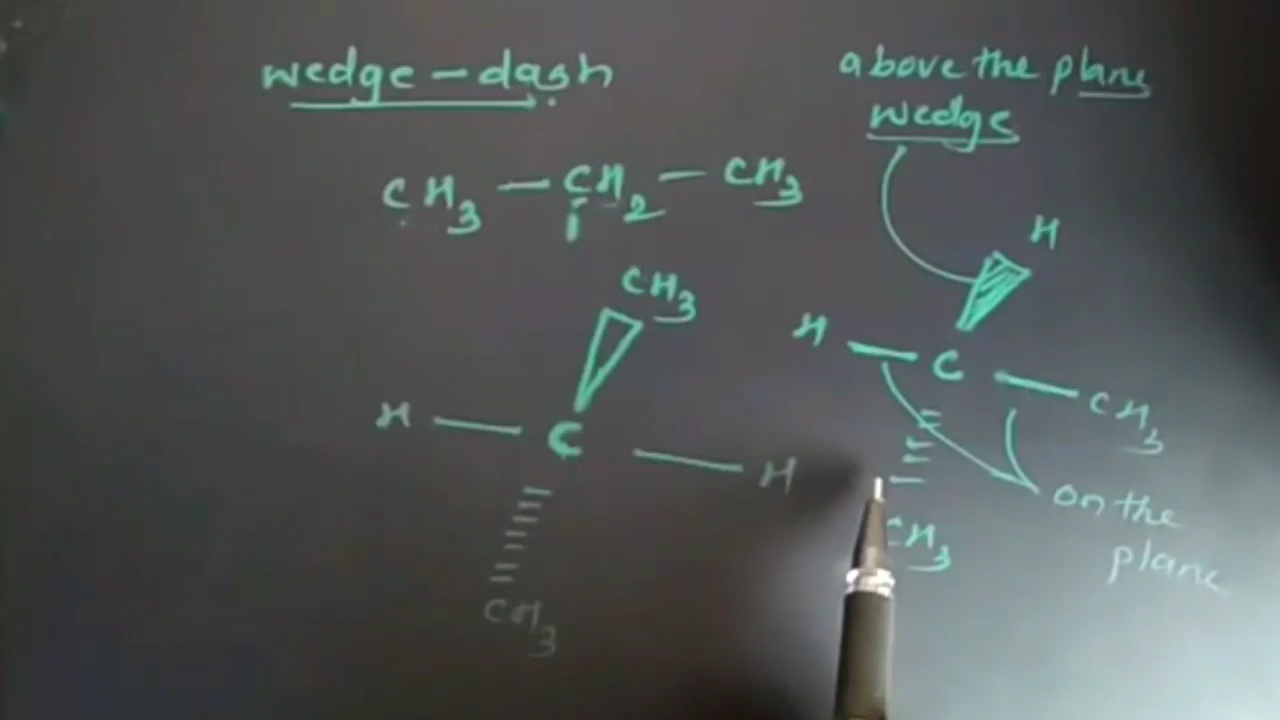 wedge - dash
above the plane
wedge
CH3 - CH2 - CH3
H
CH3
H
C
CH3
H
C
H
CH3
CH3
on the
plane